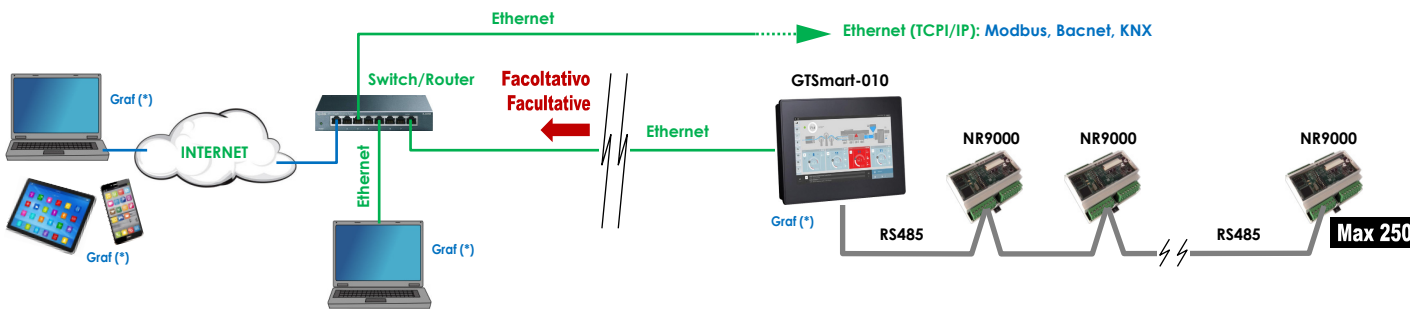 Ethernet
Ethernet (TCPI/IP): Modbus, Bacnet, KNX
Graf (*)
Switch/Router
Facoltativo
Facultative
GTSmart-010
INTERNET
Ethernet
Ethernet
NR9000
NR9000
NR9000
Graf (*)
Graf (*)
Graf (*)
RS485
RS485
Max 250